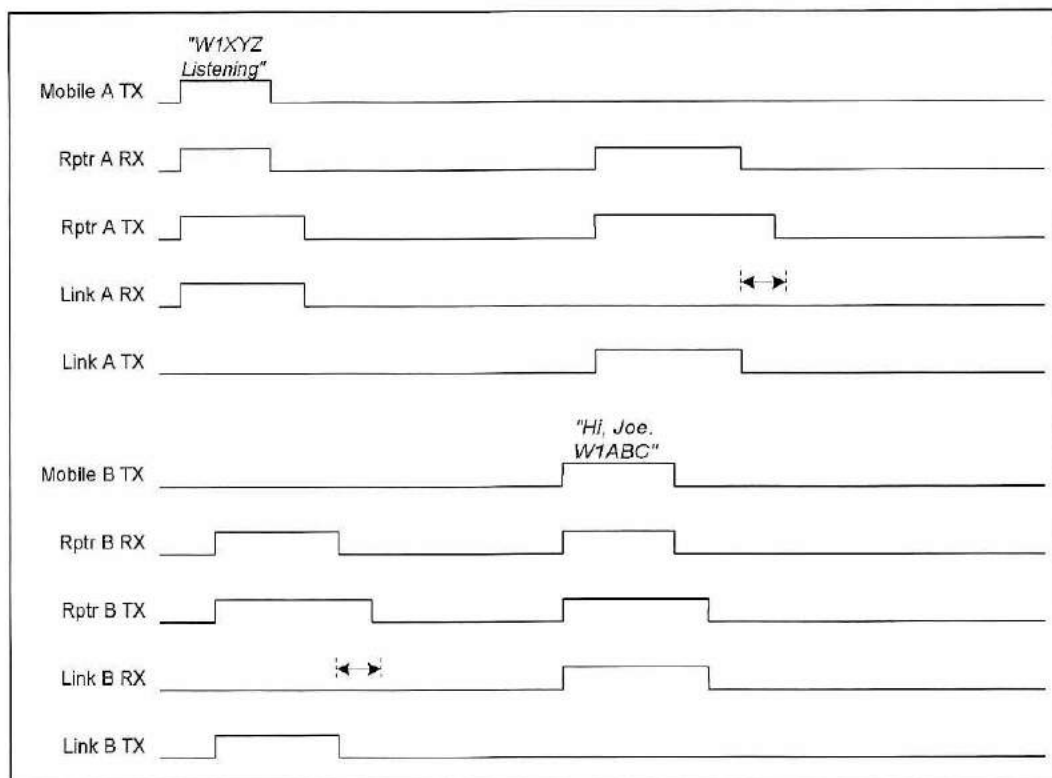 "W1XYZ
Listening"
Mobile A TX
Rptr A RX
Rptr A TX
Link A RX
Link A TX
"Hi, Joe.
W1ABC"
Mobile B TX
Rptr B RX
Rptr B TX
Link B RX
Link B TX